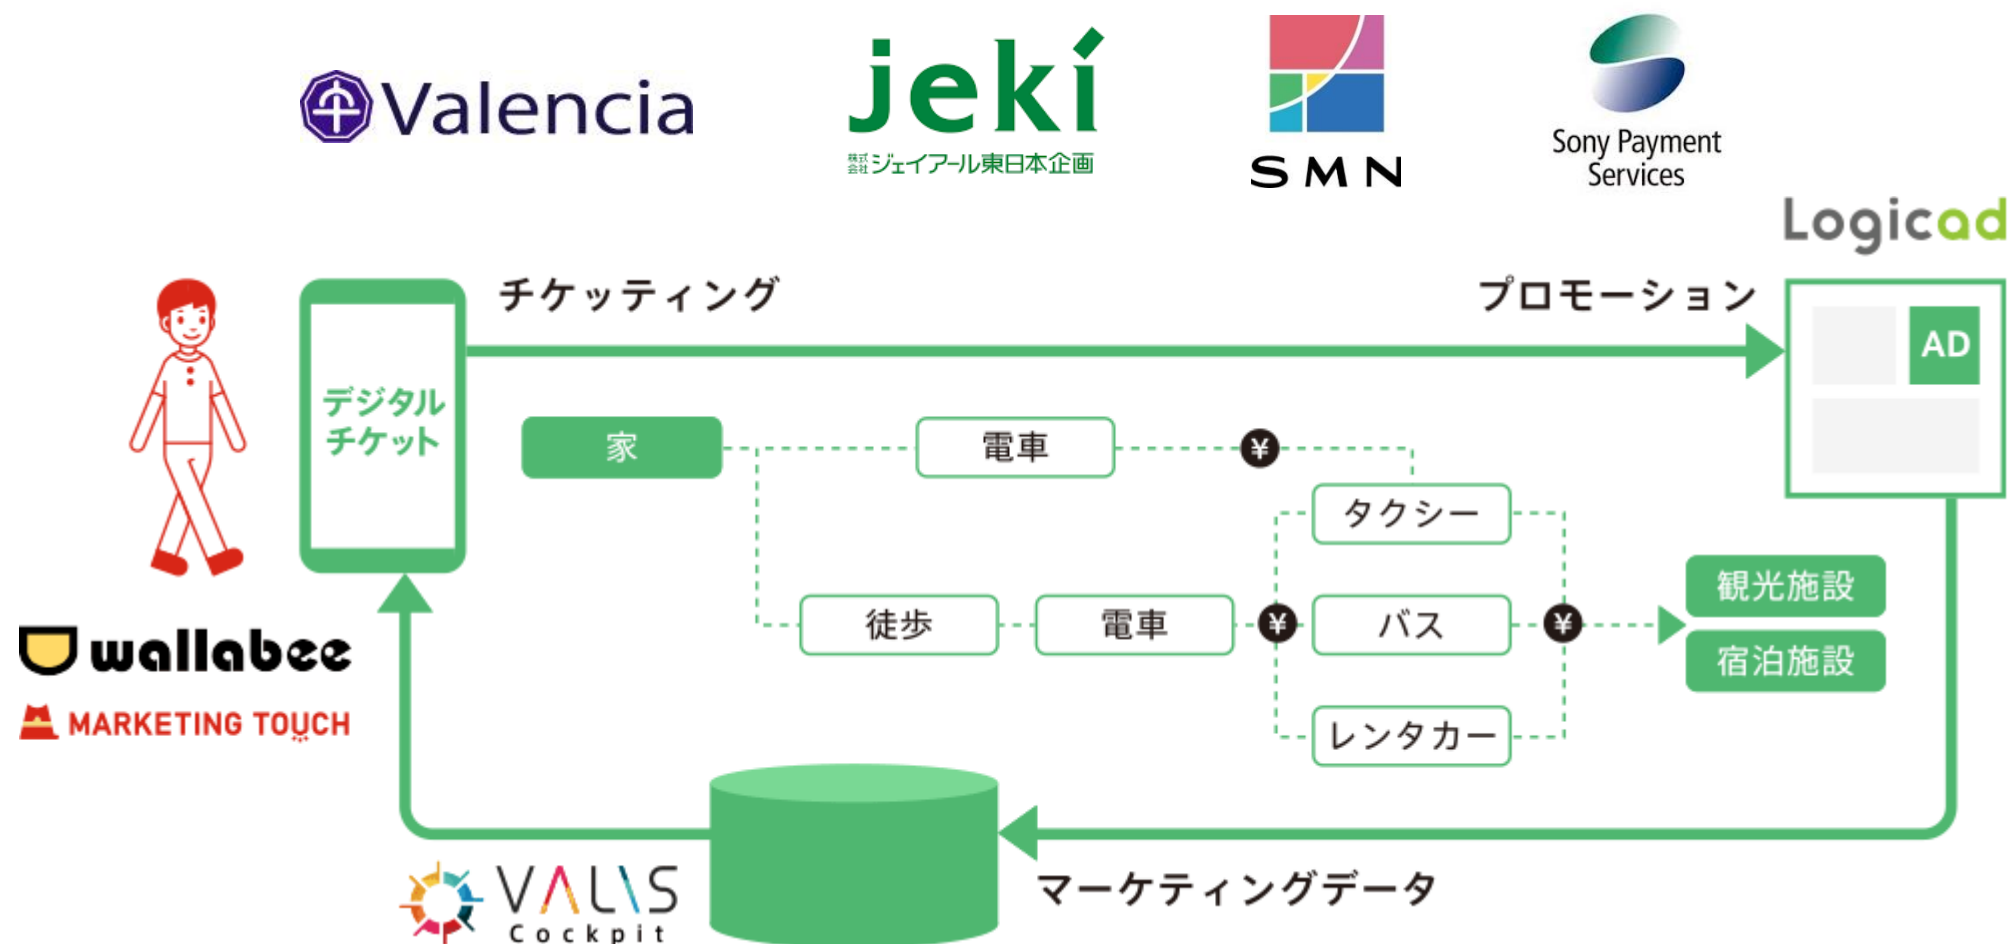 Valencia
jeki
株式会社ジェイアール東日本企画
SMN
Sony Payment
Services
Logicad
チケッティング
プロモーション
AD
デジタル
チケット
家
電車
¥
タクシー
徒歩
電車
¥
バス
¥
レンタカー
観光施設
宿泊施設
wallabee
MARKETING TOUCH
マーケティングデータ
VALIS
Cockpit